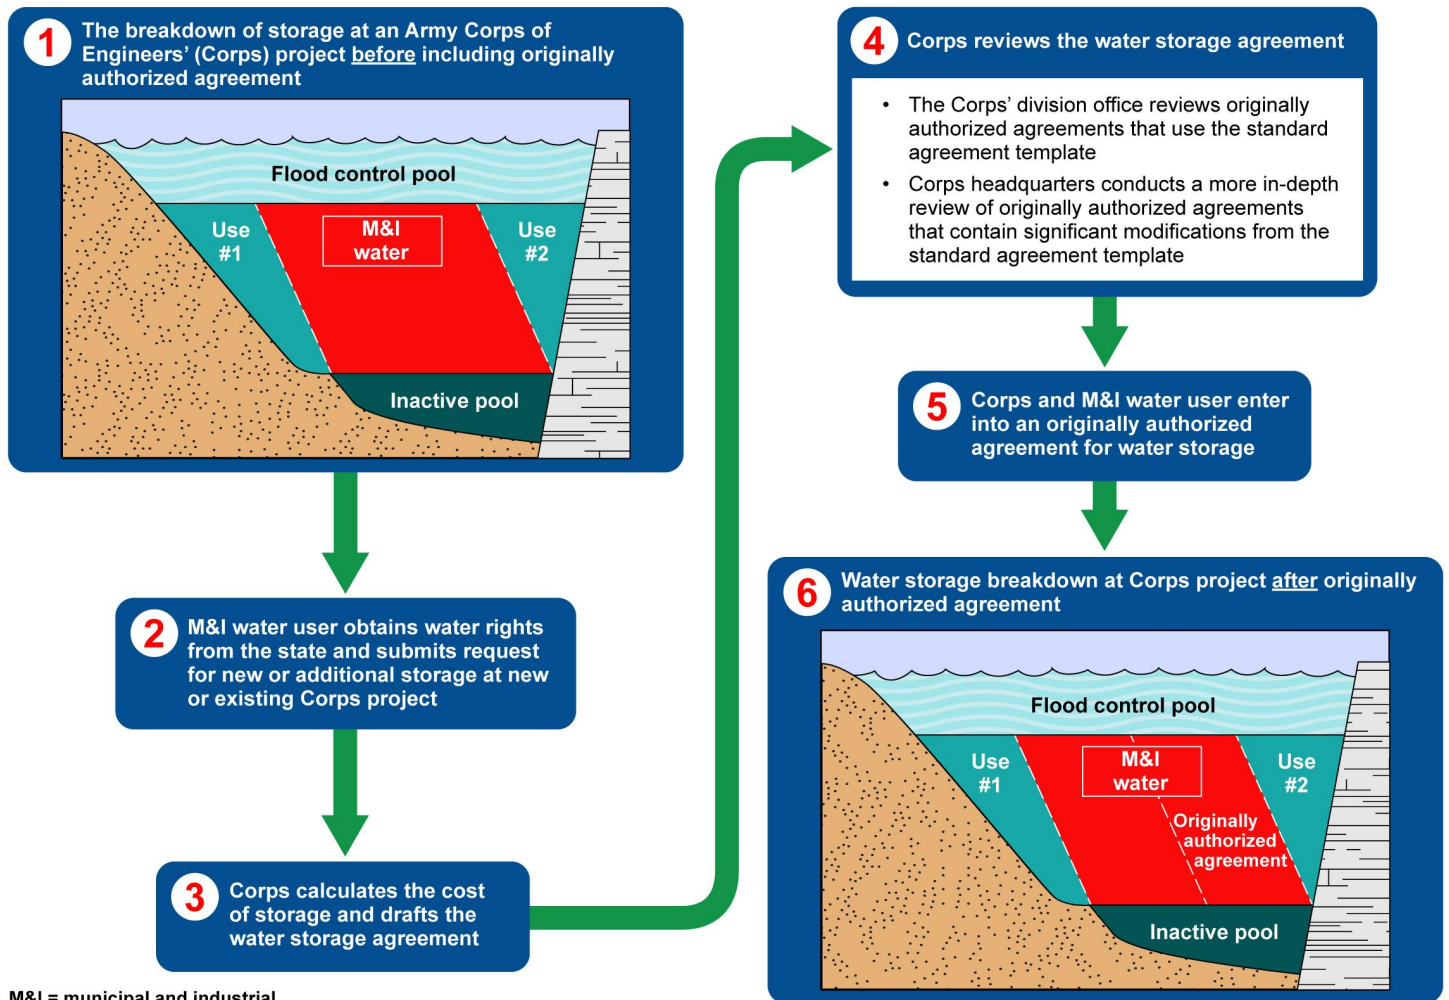 1
The breakdown of storage at an Army Corps of
Engineers’ (Corps) project before including originally
authorized agreement
Flood control pool
Use
#1
M&I
water
Use
#2
Inactive pool
2
M&I water user obtains water rights
from the state and submits request
for new or additional storage at new
or existing Corps project
3
Corps calculates the cost
of storage and drafts the
water storage agreement
4
Corps reviews the water storage agreement
• The Corps’ division office reviews originally
authorized agreements that use the standard
agreement template
• Corps headquarters conducts a more in-depth
review of originally authorized agreements
that contain significant modifications from the
standard agreement template
5
Corps and M&I water user enter
into an originally authorized
agreement for water storage
6
Water storage breakdown at Corps project after originally
authorized agreement
Flood control pool
Use
#1
M&I
water
Use
#2
Originally
authorized
agreement
Inactive pool
M&I = municipal and industrial